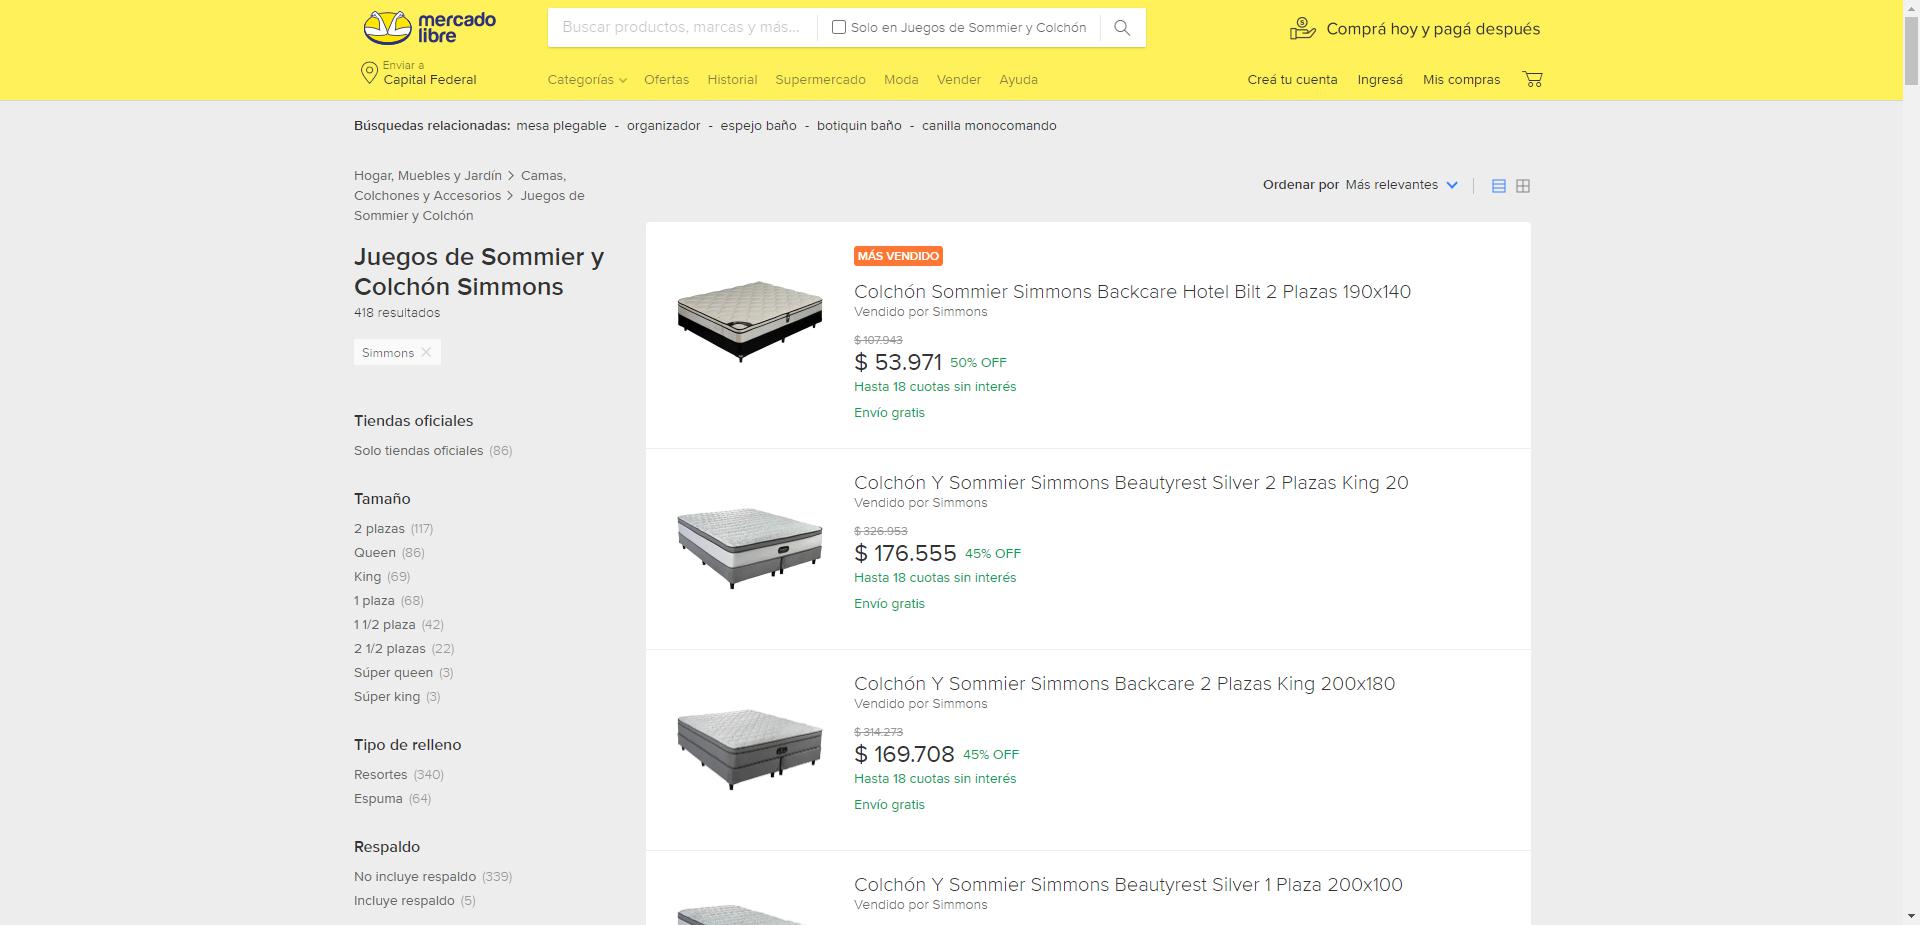 mercado
libre
Buscar productos, marcas y más...
Solo en Juegos de Sommier y Colchón
Comprá hoy y pagá después
Enviar a
Capital Federal
Categorías
Ofertas
Historial
Supermercado
Moda
Vender
Ayuda
Creá tu cuenta
Ingresá
Mis compras
Búsquedas relacionadas: mesa plegable - organizador - espejo baño - botiquin baño - canilla monocomando
Hogar, Muebles y Jardín > Camas,
Colchones y Accesorios > Juegos de
Sommier y Colchón
Juegos de Sommier y
Colchón Simmons
418 resultados
Simmons
Tiendas oficiales
Solo tiendas oficiales (86)
Tamaño
2 plazas (117)
Queen (86)
King (69)
1 plaza (68)
1 1/2 plaza (42)
2 1/2 plazas (22)
Súper queen (3)
Súper king (3)
Tipo de relleno
Resortes (340)
Espuma (64)
Respaldo
No incluye respaldo (339)
Incluye respaldo (5)
Ordenar por Más relevantes
MÁS VENDIDO
Colchón Sommier Simmons Backcare Hotel Bilt 2 Plazas 190x140
Vendido por Simmons
$ 107.943
$ 53.971 50% OFF
Hasta 18 cuotas sin interés
Envío gratis
Colchón Y Sommier Simmons Beautyrest Silver 2 Plazas King 20
Vendido por Simmons
$ 326.953
$ 176.555 45% OFF
Hasta 18 cuotas sin interés
Envío gratis
Colchón Y Sommier Simmons Backcare 2 Plazas King 200x180
Vendido por Simmons
$ 314.273
$ 169.708 45% OFF
Hasta 18 cuotas sin interés
Envío gratis
Colchón Y Sommier Simmons Beautyrest Silver 1 Plaza 200x100
Vendido por Simmons